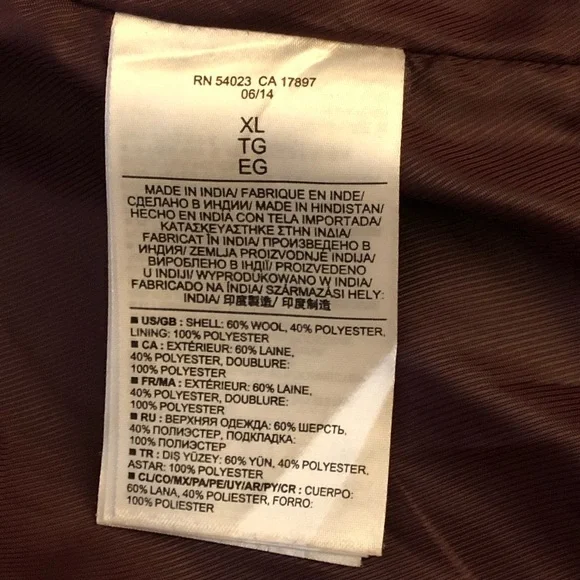 RN 54023 CA 17897
06/14
XL
TG
EG
MADE IN INDIA/ FABRIQUE EN INDE/
СДЕЛАНО В ИНДИИ/ MADE IN HINDISTAN/
HECHO EN INDIA CON TELA IMPORTADA/
ΚΑΤΑΣΚΕΥΑΣΤΗΚΕ ΣΤΗΝ ΙΝΔΙΑ/
FABRICAT ÎN INDIA/ ПРОИЗВЕДЕНО В
ИНДИЯ/ ZEMLJA PROIZVODNJE INDIJA/
ВИРОБЛЕНО В ІНДІЇ/ PROIZVEDENO
U INDIJI/ WYPRODUKOWANO W INDIA/
FABRICADO NA ÍNDIA/ SZÁRMAZÁSI HELY:
INDIA/ 印度製造/ 印度制造
■ US/GB : SHELL: 60% WOOL, 40% POLYESTER,
LINING: 100% POLYESTER
■ CA : EXTÉRIEUR: 60% LAINE,
40% POLYESTER, DOUBLURE:
100% POLYESTER
■ FR/MA : EXTÉRIEUR: 60% LAINE,
40% POLYESTER, DOUBLURE:
100% POLYESTER
■ RU : ВЕРХНЯЯ ОДЕЖДА: 60% ШЕРСТЬ,
40% ПОЛИЭСТЕР, ПОДКЛАДКА:
100% ПОЛИЭСТЕР
■ TR : DIŞ YÜZEY: 60% YÜN, 40% POLYESTER,
ASTAR: 100% POLYESTER
■ CL/CO/MX/PA/PE/UY/AR/PY/CR : CUERPO:
60% LANA, 40% POLIESTER, FORRO:
100% POLYESTER